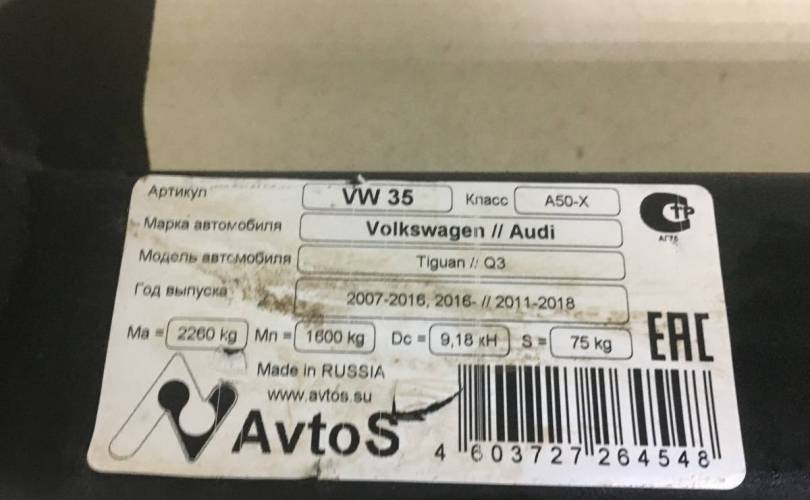 Артикул VW 35 Класс A50-X
Марка автомобиля Volkswagen // Audi
Модель автомобиля Tiguan // Q3
Год выпуска 2007-2016, 2016- // 2011-2018
Ma = 2260 kg Mn = 1600 kg Dc = 9,18 кН S = 75 kg
EAC
Made in RUSSIA
www.avtos.su
AvtoS
4 603727 264548